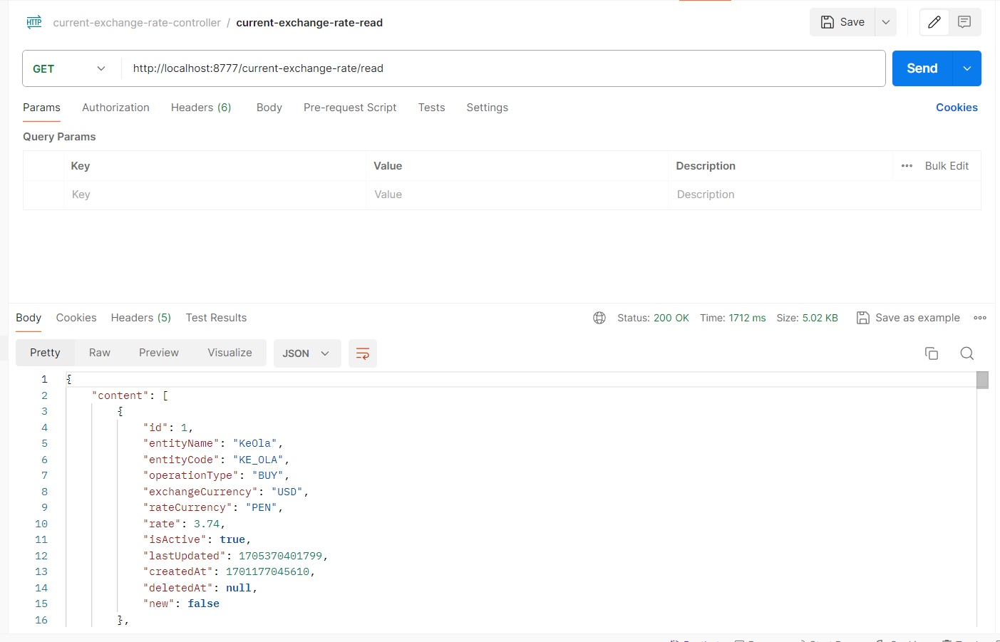 HTTP current-exchange-rate-controller / current-exchange-rate-read Save
GET http://localhost:8777/current-exchange-rate/read Send
Params Authorization Headers (6) Body Pre-request Script Tests Settings Cookies
Query Params
Key Value Description ••• Bulk Edit
Key Value Description
Body Cookies Headers (5) Test Results Status: 200 OK Time: 1712 ms Size: 5.02 KB Save as example •••
Pretty Raw Preview Visualize JSON
1 {
2 "content": [
3 {
4 "id": 1,
5 "entityName": "KeOla",
6 "entityCode": "KE_OLA",
7 "operationType": "BUY",
8 "exchangeCurrency": "USD",
9 "rateCurrency": "PEN",
10 "rate": 3.74,
11 "isActive": true,
12 "lastUpdated": 1705370401799,
13 "createdAt": 1701177045610,
14 "deletedAt": null,
15 "new": false
16 },